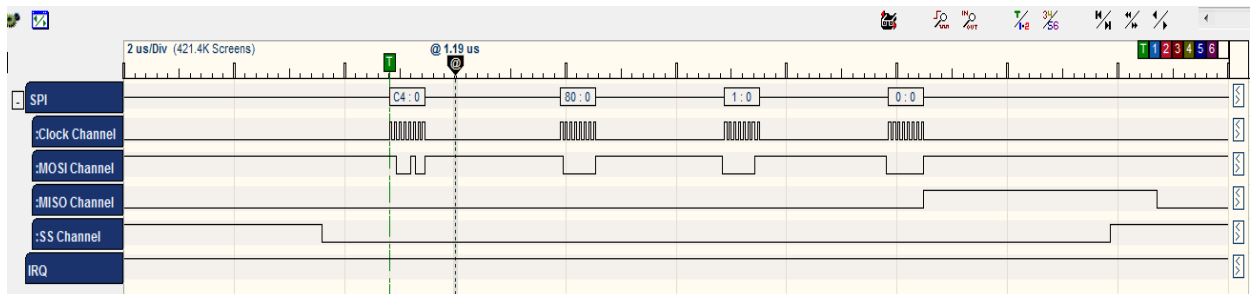 2 us/Div (421.4K Screens)
@ 1.19 us
T 1 2 3 4 5 6
T
@
SPI
C4 : 0
80 : 0
1 : 0
0 : 0
:Clock Channel
:MOSI Channel
:MISO Channel
:SS Channel
IRQ